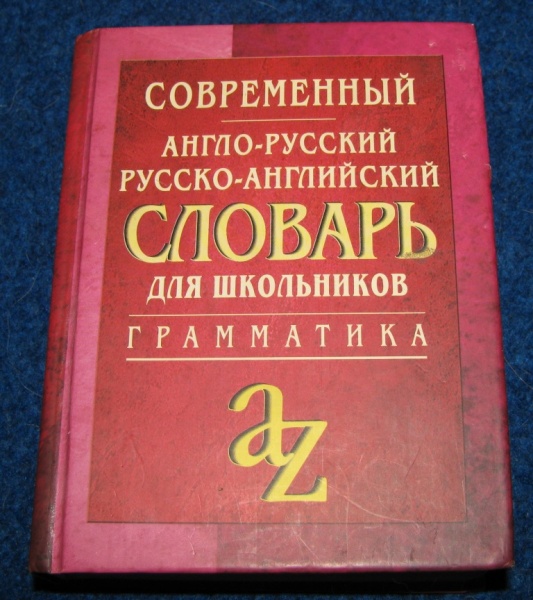 СОВРЕМЕННЫЙ
АНГЛО-РУССКИЙ
РУССКО-АНГЛИЙСКИЙ
СЛОВАРЬ
ДЛЯ ШКОЛЬНИКОВ
ГРАММАТИКА
az